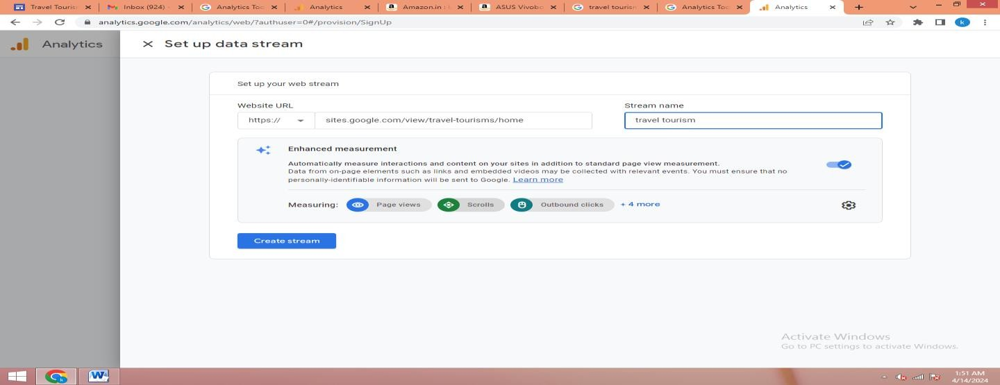 Travel Touris
Inbox (924) -
Analytics Too
Analytics
Amazon.in :
ASUS Vivobo
travel tourism
Analytics Too
Analytics
analytics.google.com/analytics/web/?authuser=0#/provision/SignUp
k
Analytics
Set up data stream
Set up your web stream
Website URL
Stream name
https://
sites.google.com/view/travel-tourisms/home
travel tourism
Enhanced measurement
Automatically measure interactions and content on your sites in addition to standard page view measurement.
Data from on-page elements such as links and embedded videos may be collected with relevant events. You must ensure that no
personally-identifiable information will be sent to Google. Learn more
Measuring: Page views Scrolls Outbound clicks + 4 more
Create stream
Activate Windows
Go to PC settings to activate Windows.
1:51 AM
4/14/2024